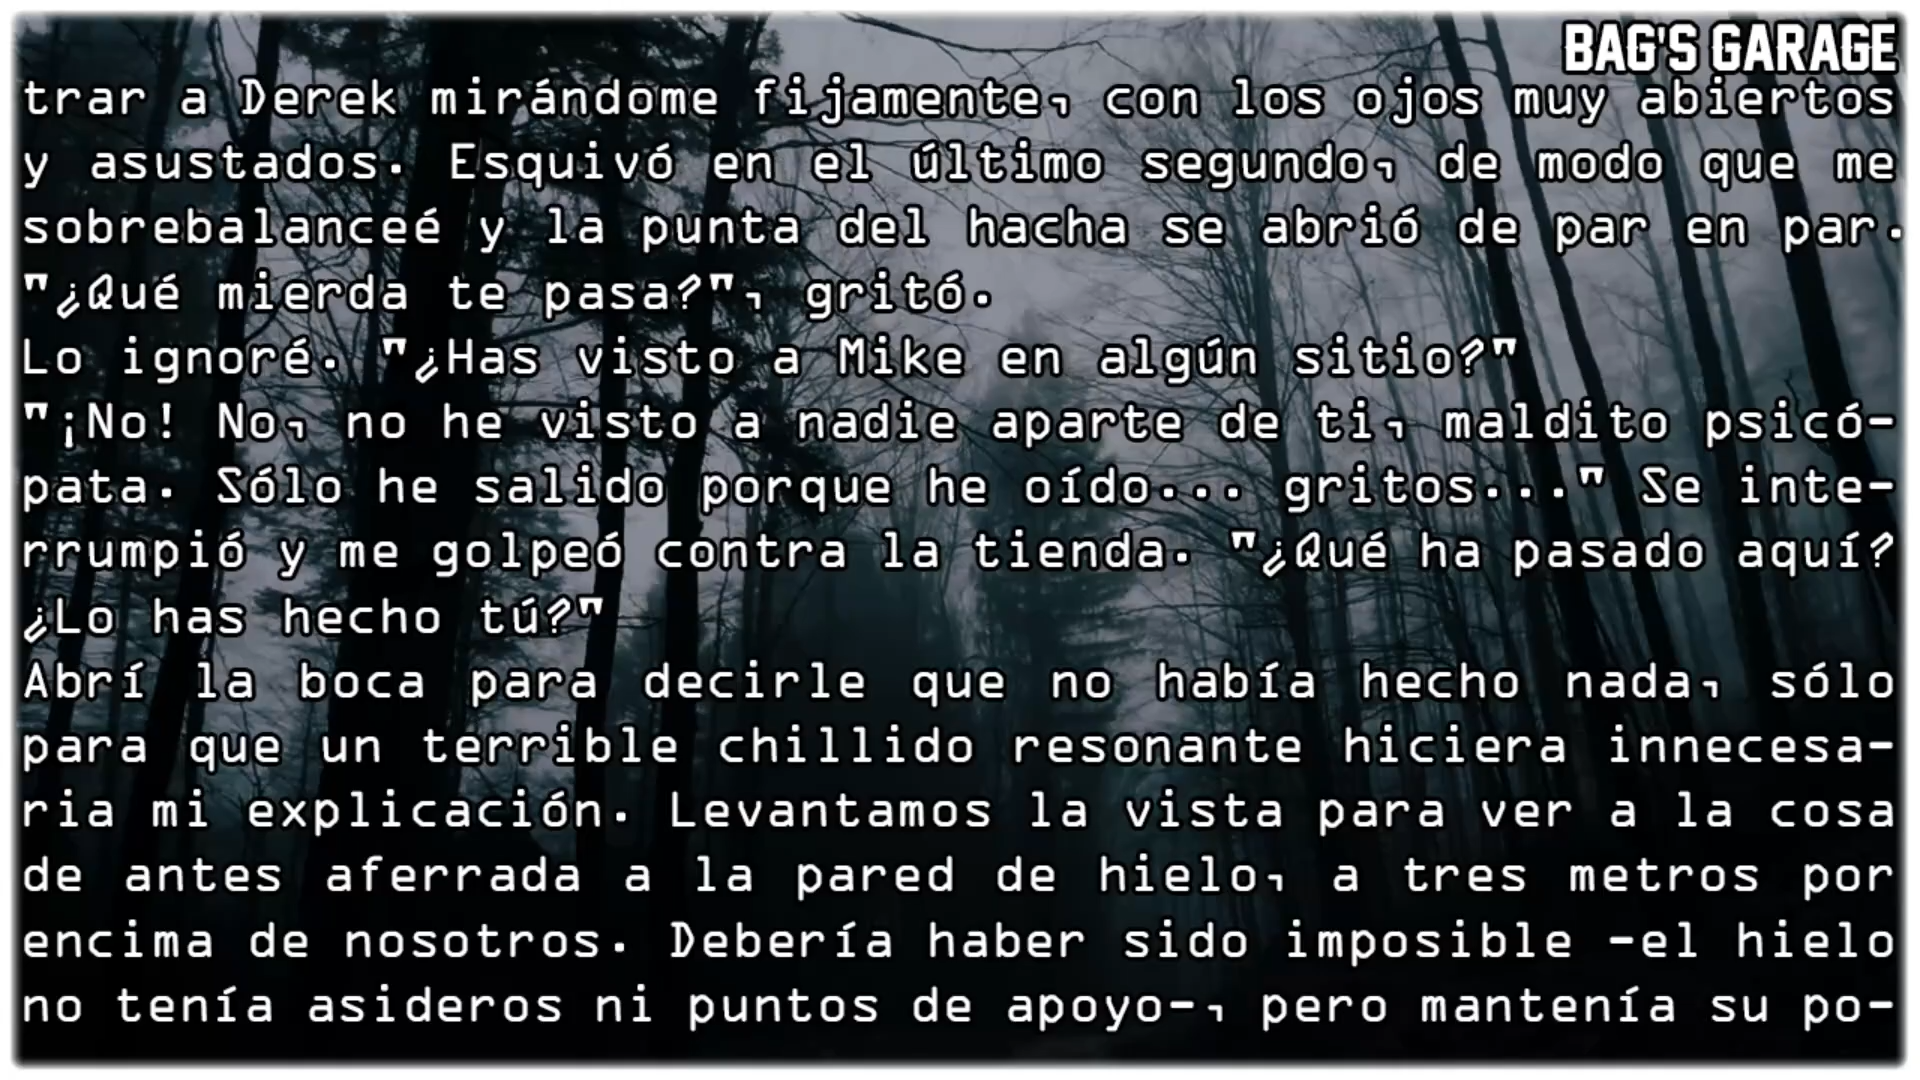 BAG'S GARAGE
trar a Derek mirándome fijamente, con los ojos muy abiertos
y asustados. Esquivó en el último segundo, de modo que me
sobrebalanceé y la punta del hacha se abrió de par en par.
"¿Qué mierda te pasa?", gritó.
Lo ignoré. "¿Has visto a Mike en algún sitio?"
"¡No! No, no he visto a nadie aparte de ti, maldito psicó-
pata. Sólo he salido porque he oído... gritos..." Se inte-
rrumpió y me golpeó contra la tienda. "¿Qué ha pasado aquí?
¿Lo has hecho tú?"
Abrí la boca para decirle que no había hecho nada, sólo
para que un terrible chillido resonante hiciera innecesa-
ria mi explicación. Levantamos la vista para ver a la cosa
de antes aferrada a la pared de hielo, a tres metros por
encima de nosotros. Debería haber sido imposible -el hielo
no tenía asideros ni puntos de apoyo-, pero mantenía su po-